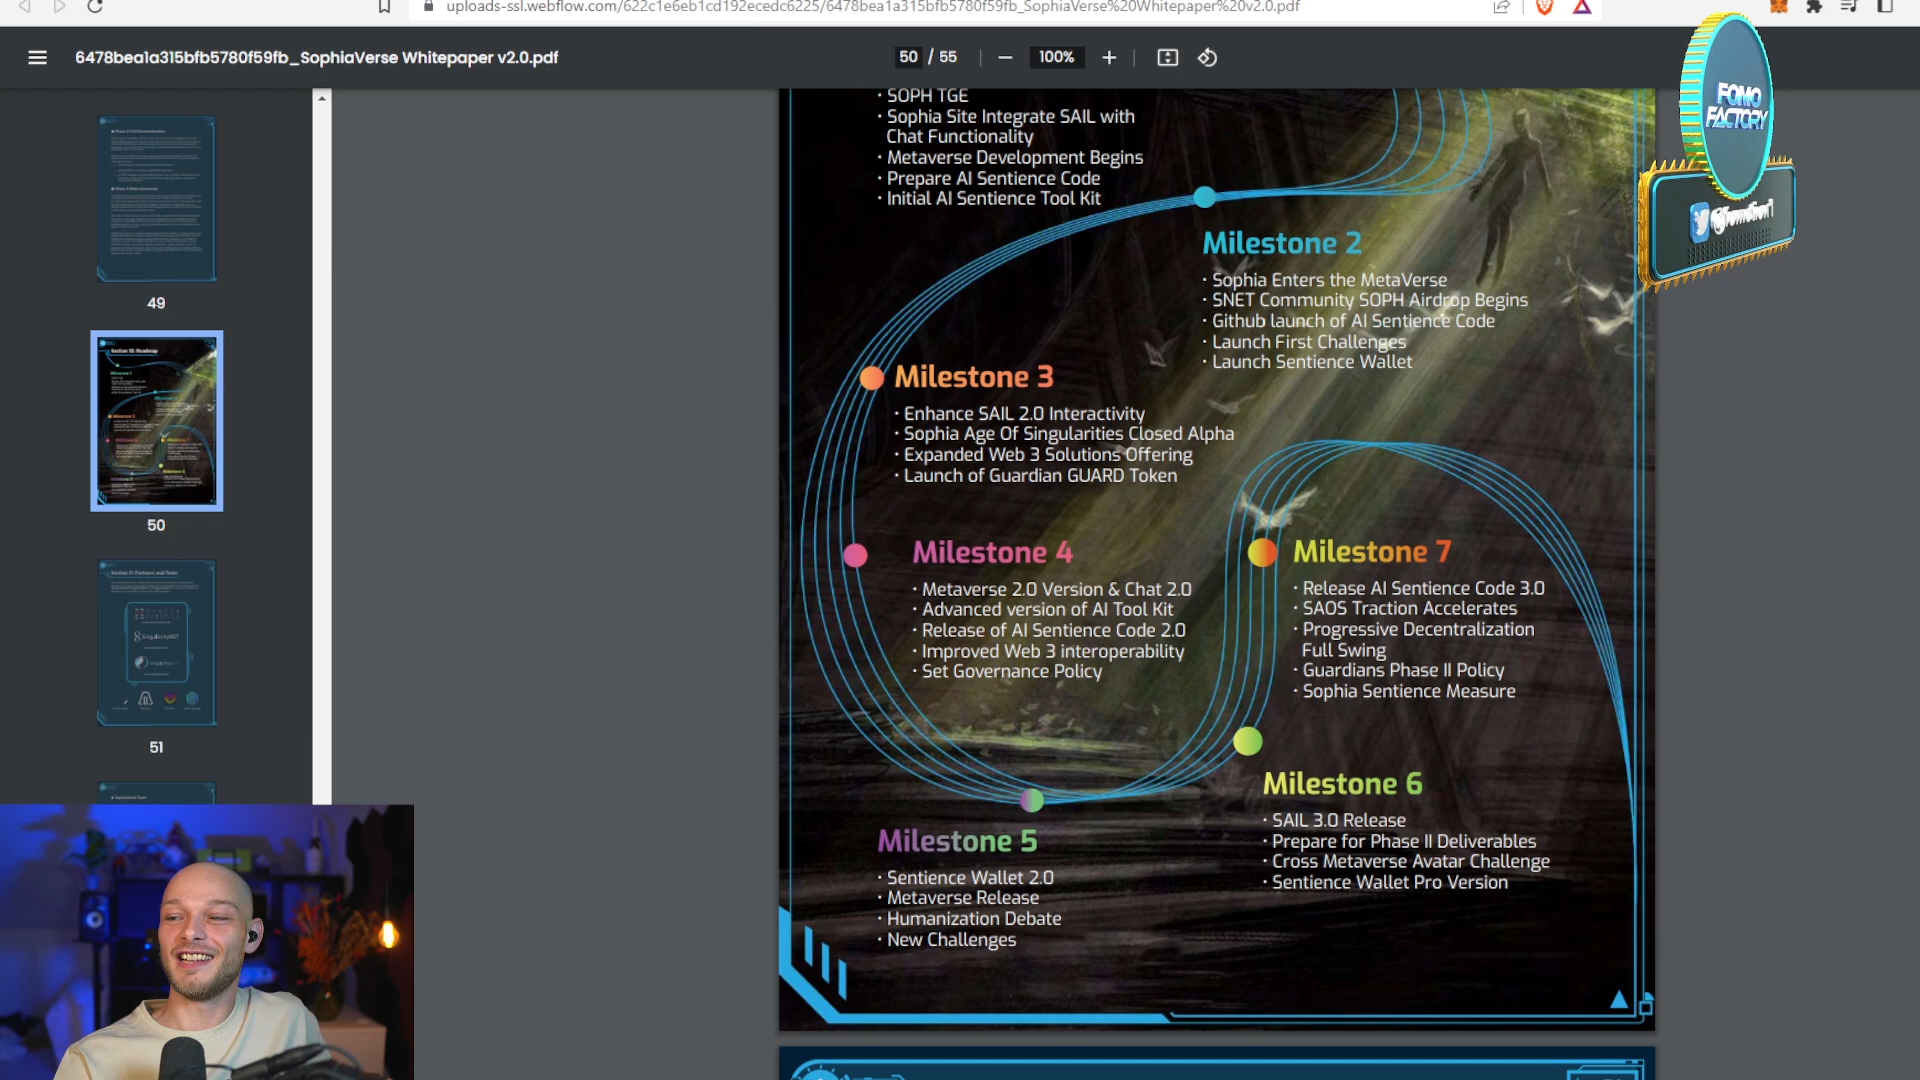 uploads-ssl.webflow.com/622c1e6eb1cd192ecedc6225/6478bea1a315bfb5780f59fb_SophiaVerse%20Whitepaper%20v2.0.pdf
6478bea1a315bfb5780f59fb_SophiaVerse Whitepaper v2.0.pdf
50 / 55
100%
FOMO
FACTORY
· SOPH TGE
· Sophia Site Integrate SAIL with
Chat Functionality
· Metaverse Development Begins
· Prepare AI Sentience Code
· Initial AI Sentience Tool Kit
Milestone 2
· Sophia Enters the MetaVerse
· SNET Community SOPH Airdrop Begins
· Github launch of AI Sentience Code
· Launch First Challenges
· Launch Sentience Wallet
Milestone 3
· Enhance SAIL 2.0 Interactivity
· Sophia Age Of Singularities Closed Alpha
· Expanded Web 3 Solutions Offering
· Launch of Guardian GUARD Token
Milestone 4
· Metaverse 2.0 Version & Chat 2.0
· Advanced version of AI Tool Kit
· Release of AI Sentience Code 2.0
· Improved Web 3 interoperability
· Set Governance Policy
Milestone 7
· Release AI Sentience Code 3.0
· SAOS Traction Accelerates
· Progressive Decentralization
Full Swing
· Guardians Phase II Policy
· Sophia Sentience Measure
Milestone 5
· Sentience Wallet 2.0
· Metaverse Release
· Humanization Debate
· New Challenges
Milestone 6
· SAIL 3.0 Release
· Prepare for Phase II Deliverables
· Cross Metaverse Avatar Challenge
· Sentience Wallet Pro Version
49
Section 10: Roadmap
50
Section 11: Partners and Team
SingularityNET
51